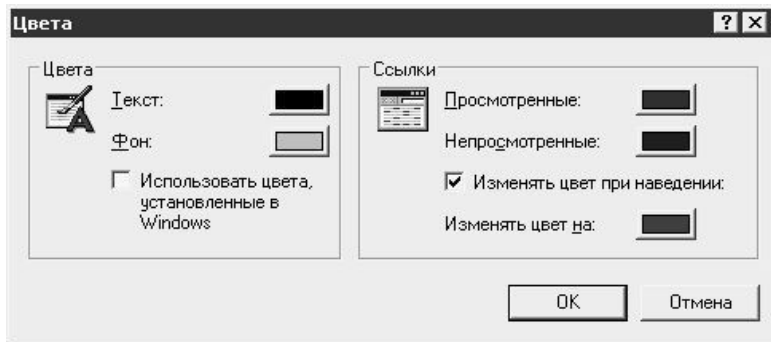 Цвета
Цвета
Текст:
Фон:
Использовать цвета,
установленные в
Windows
Ссылки
Просмотренные:
Непросмотренные:
Изменять цвет при наведении:
Изменять цвет на:
OK
Отмена